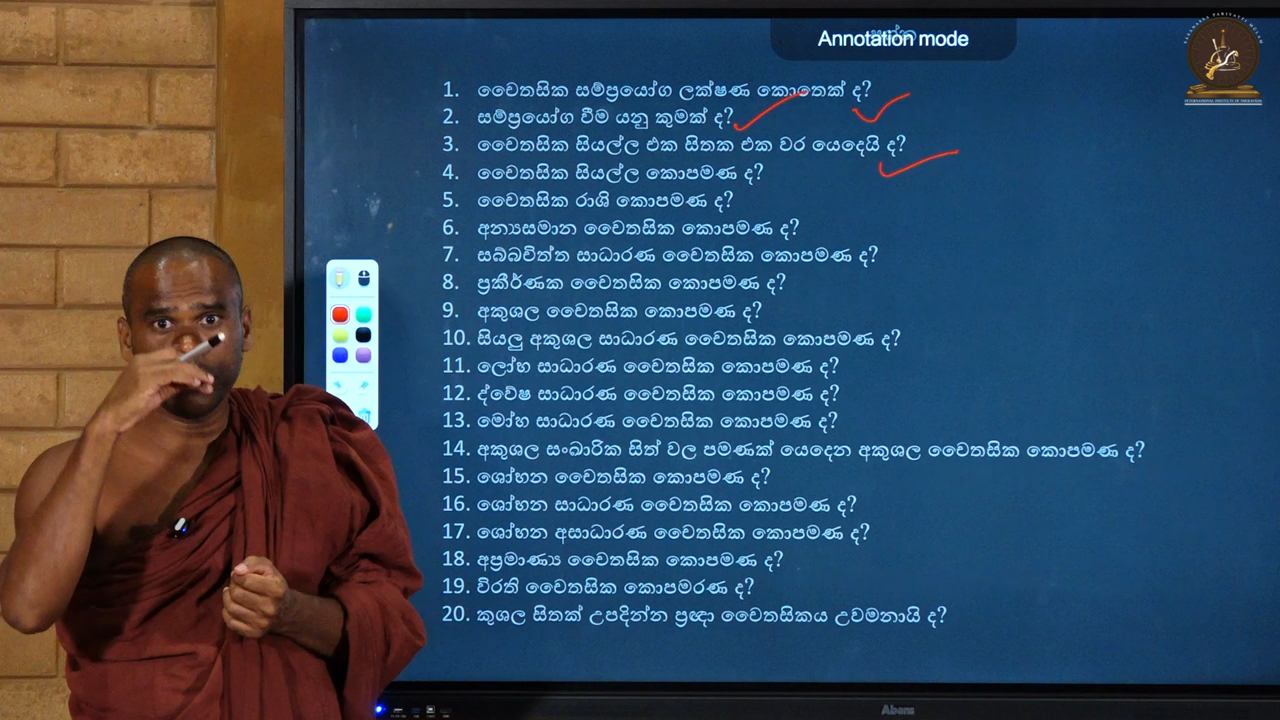 Annotation mode
1. චෛතසික සම්ප්‍රයෝග ලක්ෂණ කොතෙක් ද?
2. සම්ප්‍රයෝග වීම යනු කුමක් ද?
3. චෛතසික සියල්ල එක සිතක එක වර යෙදෙයි ද?
4. චෛතසික සියල්ල කොපමණ ද?
5. චෛතසික රාශි කොපමණ ද?
6. අන්‍යසමාන චෛතසික කොපමණ ද?
7. සබ්බචිත්ත සාධාරණ චෛතසික කොපමණ ද?
8. ප්‍රකීර්ණක චෛතසික කොපමණ ද?
9. අකුශල චෛතසික කොපමණ ද?
10. සියලු අකුශල සාධාරණ චෛතසික කොපමණ ද?
11. ලෝභ සාධාරණ චෛතසික කොපමණ ද?
12. ද්වේෂ සාධාරණ චෛතසික කොපමණ ද?
13. මෝහ සාධාරණ චෛතසික කොපමණ ද?
14. අකුශල සංඛාරික සිත් වල පමණක් යෙදෙන අකුශල චෛතසික කොපමණ ද?
15. ශෝභන චෛතසික කොපමණ ද?
16. ශෝභන සාධාරණ චෛතසික කොපමණ ද?
17. ශෝභන අසාධාරණ චෛතසික කොපමණ ද?
18. අප්‍රමාණ්‍ය චෛතසික කොපමණ ද?
19. විරති චෛතසික කොපමරණ ද?
20. කුශල සිතක් උපදින්න ප්‍රඥා චෛතසිකය උවමනායි ද?